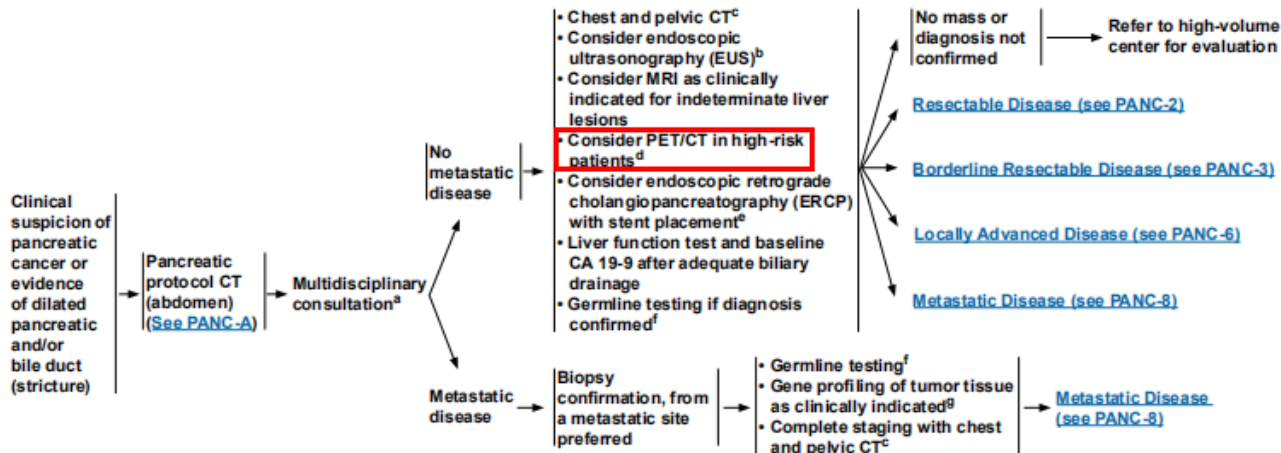 Clinical
suspicion of
pancreatic
cancer or
evidence
of dilated
pancreatic
and/or
bile duct
(stricture)
Pancreatic
protocol CT
(abdomen)
(See PANC-A)
Multidisciplinary
consultationᵃ
No
metastatic
disease
• Chest and pelvic CTᶜ
• Consider endoscopic
ultrasonography (EUS)ᵇ
• Consider MRI as clinically
indicated for indeterminate liver
lesions
• Consider PET/CT in high-risk
patientsᵈ
• Consider endoscopic retrograde
cholangiopancreatography (ERCP)
with stent placementᵉ
• Liver function test and baseline
CA 19-9 after adequate biliary
drainage
• Germline testing if diagnosis
confirmedᶠ
No mass or
diagnosis not
confirmed
Refer to high-volume
center for evaluation
Resectable Disease (see PANC-2)
Borderline Resectable Disease (see PANC-3)
Locally Advanced Disease (see PANC-6)
Metastatic Disease (see PANC-8)
Metastatic
disease
Biopsy
confirmation, from
a metastatic site
preferred
• Germline testingᶠ
• Gene profiling of tumor tissue
as clinically indicatedᵍ
• Complete staging with chest
and pelvic CTᶜ
Metastatic Disease
(see PANC-8)